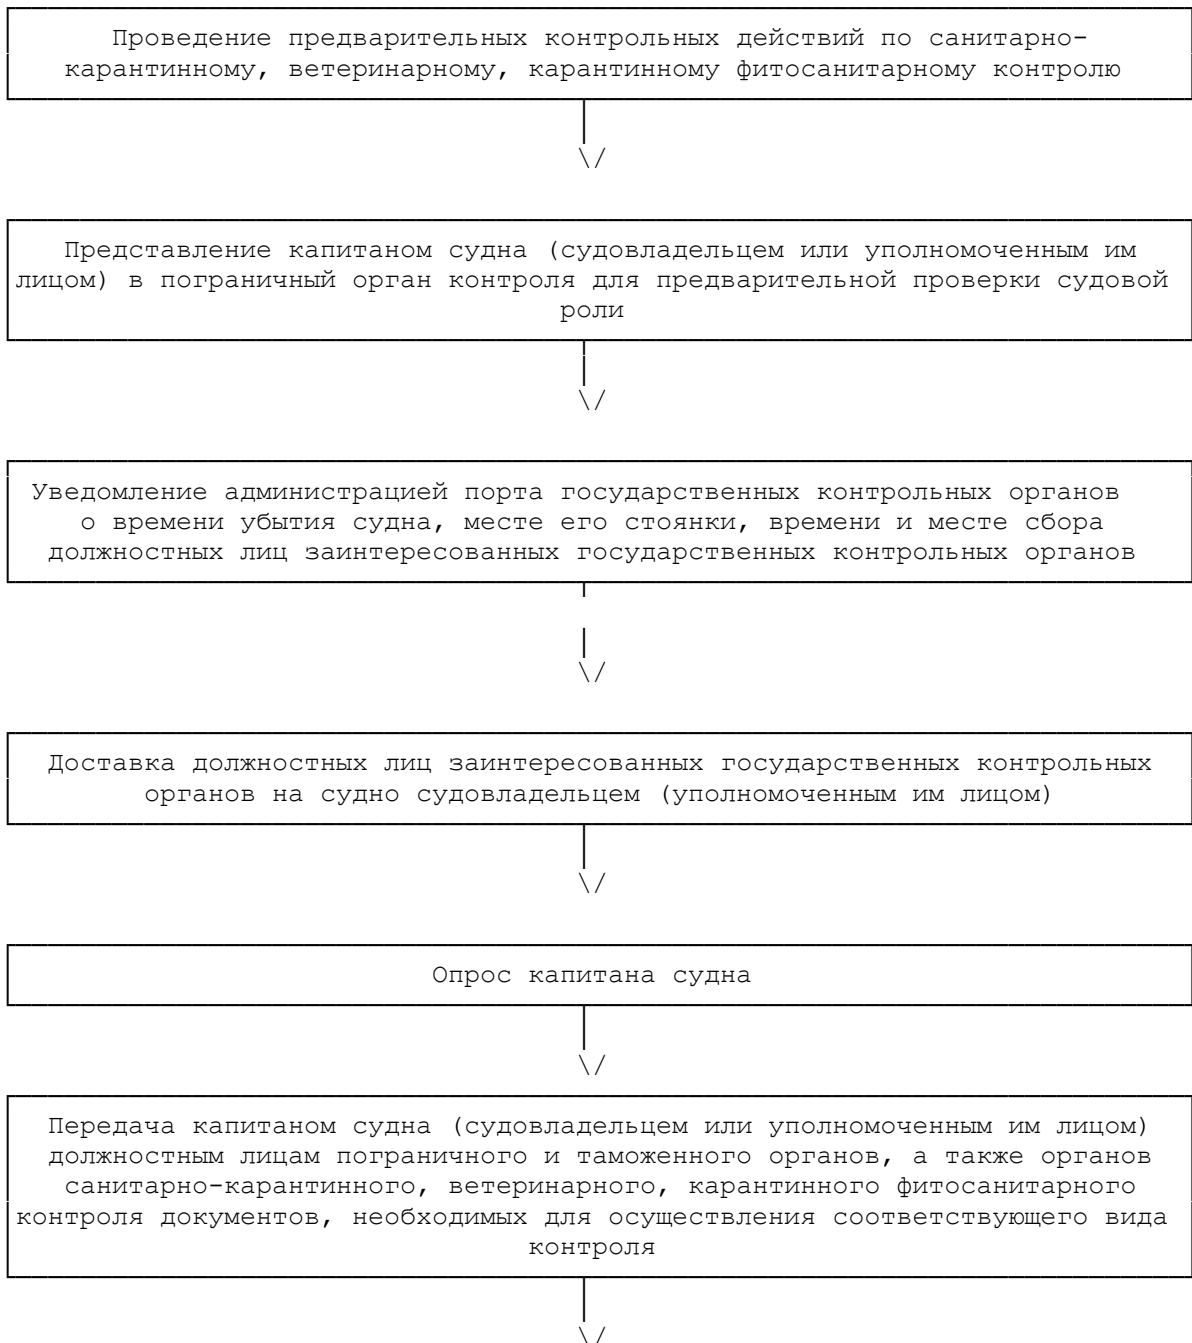 Проведение предварительных контрольных действий по санитарно-
карантинному, ветеринарному, карантинному фитосанитарному контролю
\/
Представление капитаном судна (судовладельцем или уполномоченным им
лицом) в пограничный орган контроля для предварительной проверки судовой
роли
\/
Уведомление администрацией порта государственных контрольных органов
о времени убытия судна, месте его стоянки, времени и месте сбора
должностных лиц заинтересованных государственных контрольных органов
\/
Доставка должностных лиц заинтересованных государственных контрольных
органов на судно судовладельцем (уполномоченным им лицом)
\/
Опрос капитана судна
\/
Передача капитаном судна (судовладельцем или уполномоченным им лицом)
должностным лицам пограничного и таможенного органов, а также органов
санитарно-карантинного, ветеринарного, карантинного фитосанитарного
контроля документов, необходимых для осуществления соответствующего вида
контроля
\/